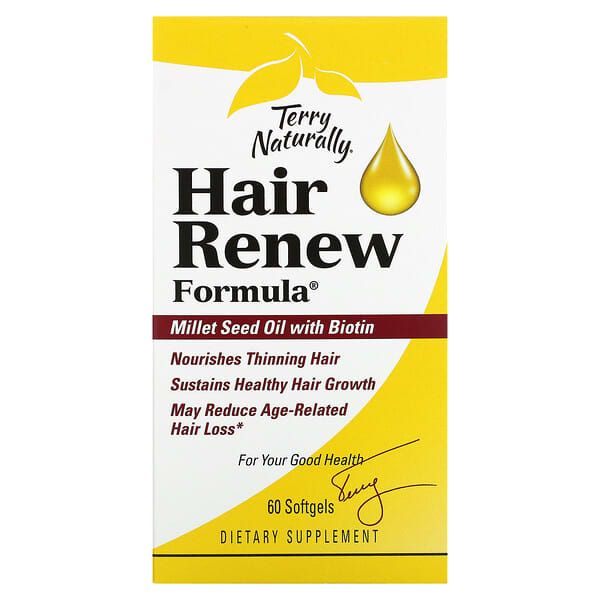 Terry
Naturally®
Hair
Renew
Formula®
Millet Seed Oil with Biotin
Nourishes Thinning Hair
Sustains Healthy Hair Growth
May Reduce Age-Related
Hair Loss*
For Your Good Health
Terry
60 Softgels
DIETARY SUPPLEMENT